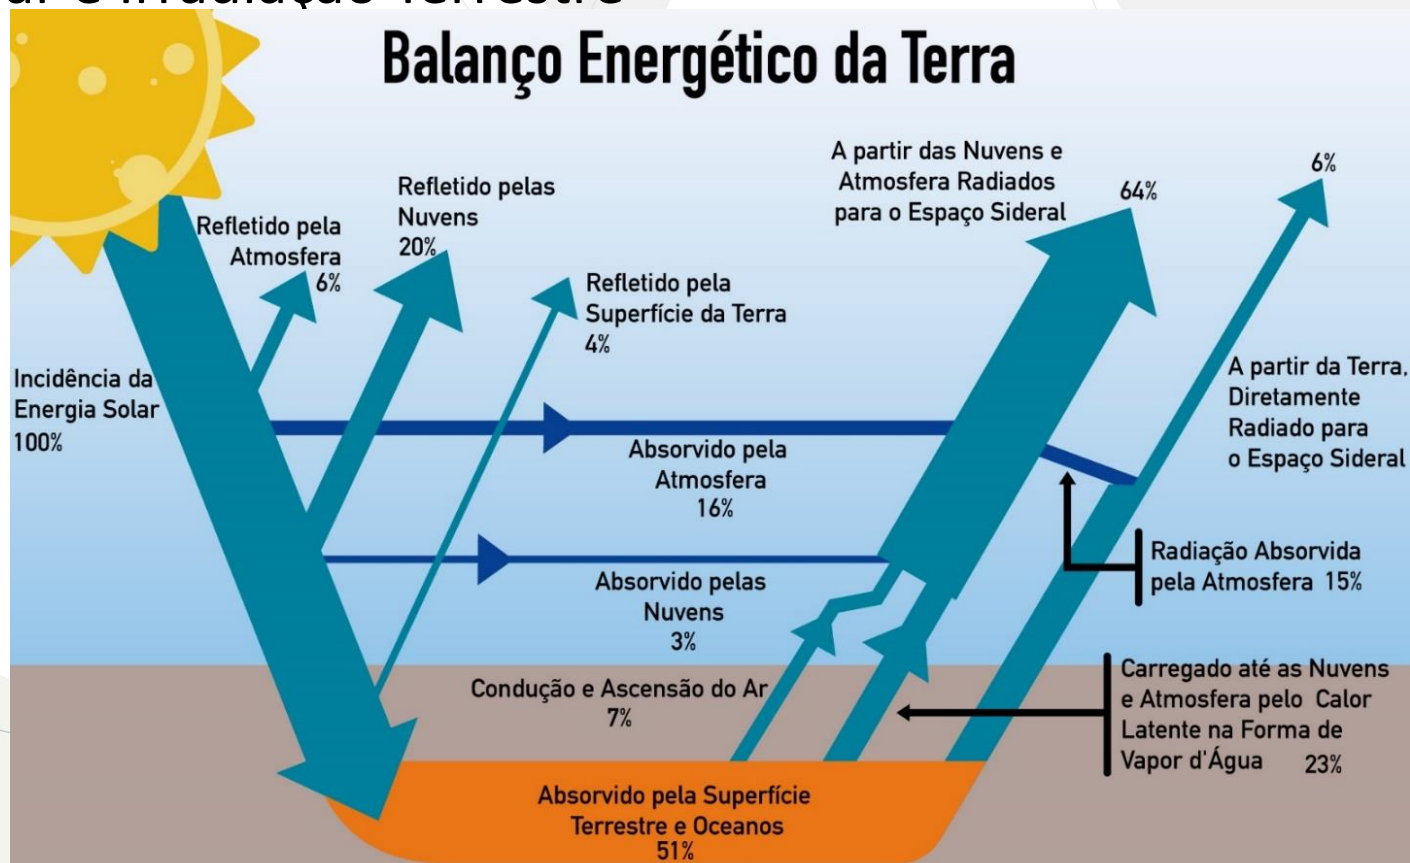 e Irradiação Terrestre
Balanço Energético da Terra
Refletido pela
Atmosfera
6%
Refletido pelas
Nuvens
20%
Refletido pela
Superfície da Terra
4%
A partir das Nuvens e
Atmosfera Radiados
para o Espaço Sideral
64%
6%
Incidência da
Energia Solar
100%
A partir da Terra,
Diretamente
Radiado para
o Espaço Sideral
Absorvido pela
Atmosfera
16%
Radiação Absorvida
pela Atmosfera 15%
Absorvido pelas
Nuvens
3%
Condução e Ascensão do Ar
7%
Carregado até as Nuvens
e Atmosfera pelo Calor
Latente na Forma de
Vapor d'Água 23%
Absorvido pela Superfície
Terrestre e Oceanos
51%